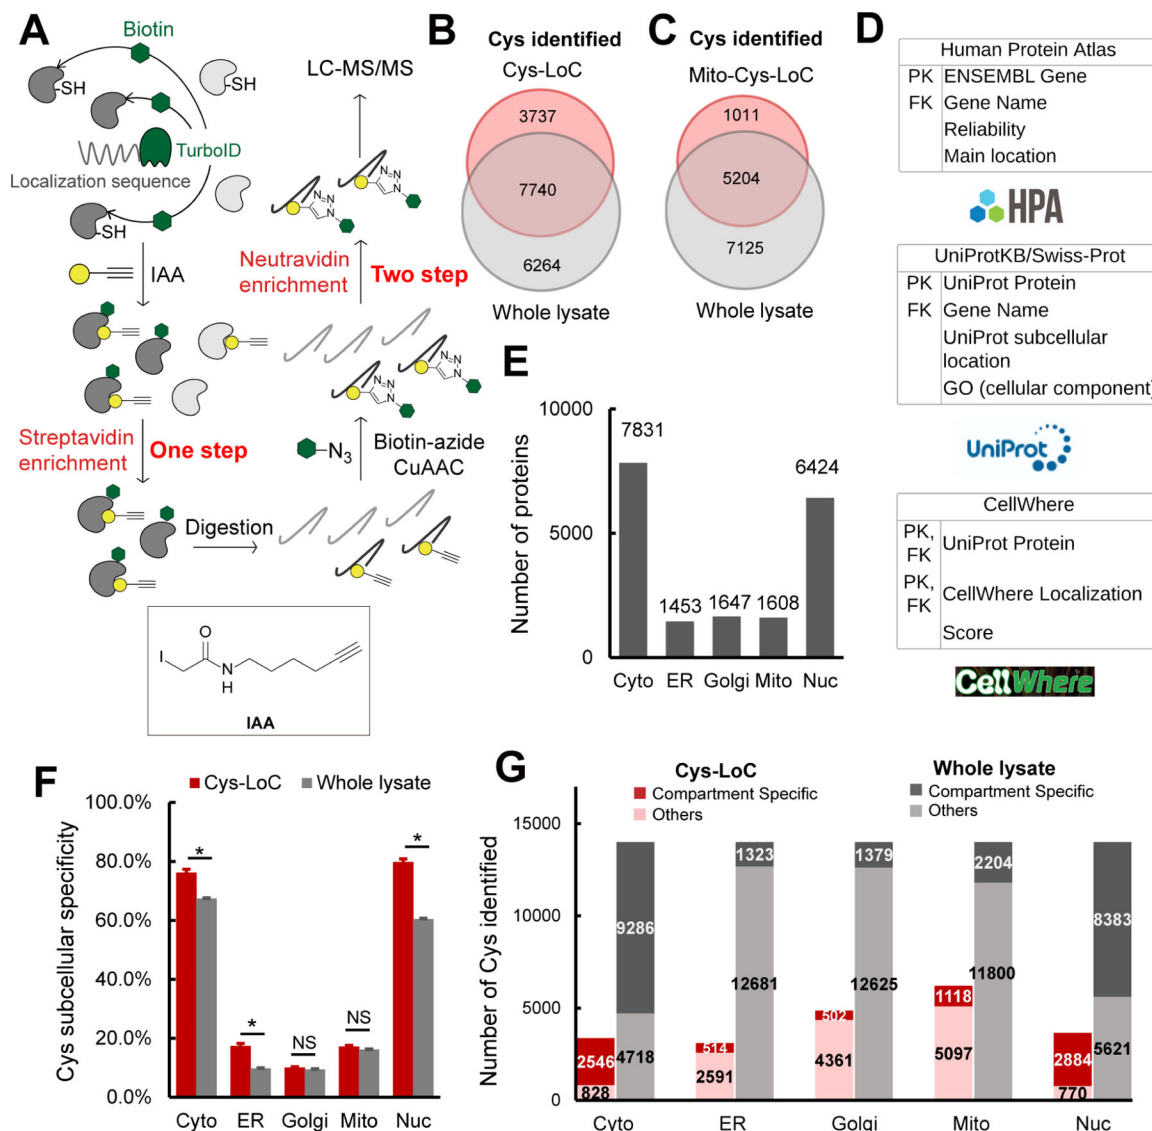 A
Biotin
-SH
SH
TurboID
Localization sequence
SH
IAA
Streptavidin
enrichment
One step
Digestion
LC-MS/MS
N=N
N
N=N
N
Neutravidin
enrichment
Two step
N=N
N
N=N
N
N3
Biotin-azide
CuAAC
I
O
N
H
IAA
B
Cys identified
Cys-LoC
3737
7740
6264
Whole lysate
C
Cys identified
Mito-Cys-LoC
1011
5204
7125
Whole lysate
D
Human Protein Atlas
PK ENSEMBL Gene
FK Gene Name
Reliability
Main location
HPA
UniProtKB/Swiss-Prot
PK UniProt Protein
FK Gene Name
UniProt subcellular
location
GO (cellular component)
UniProt
CellWhere
PK,
FK UniProt Protein
PK,
FK CellWhere Localization
Score
CellWhere
E
Number of proteins
10000
5000
0
7831
1453
1647
1608
6424
Cyto ER Golgi Mito Nuc
F
Cys-LoC Whole lysate
Cys subcellular specificity
100.0%
80.0%
60.0%
40.0%
20.0%
0.0%
*
*
NS
NS
*
Cyto ER Golgi Mito Nuc
G
Cys-LoC
Compartment Specific
Others
Whole lysate
Compartment Specific
Others
Number of Cys identified
15000
10000
5000
0
9286
4718
2546
828
1323
12681
514
2591
1379
12625
502
4361
2204
11800
1118
5097
8383
5621
2884
770
Cyto ER Golgi Mito Nuc